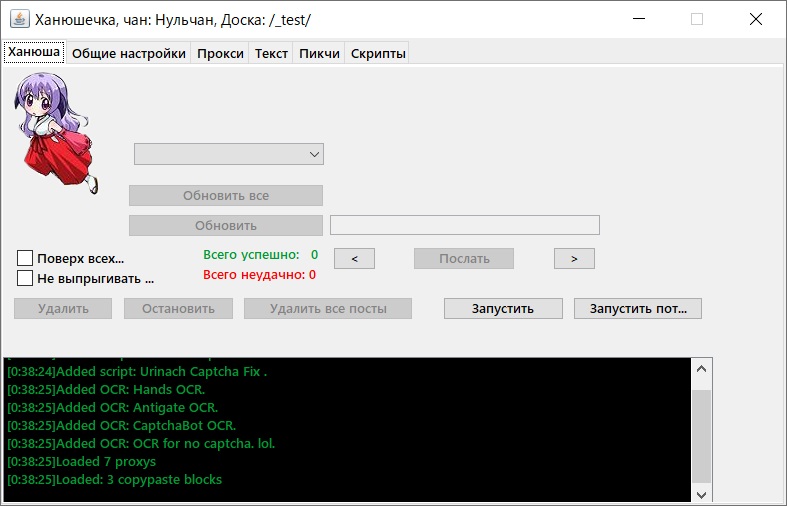 Ханюшечка, чан: Нульчан, Доска: /_test/
Ханюша Общие настройки Прокси Текст Пикчи Скрипты
Обновить все
Обновить
Поверх всех...
Всего успешно: 0
< Послать >
Не выпрыгивать ...
Всего неудачно: 0
Удалить Остановить Удалить все посты Запустить Запустить пот...
[0:38:24]Added script: Urinach Captcha Fix .
[0:38:25]Added OCR: Hands OCR.
[0:38:25]Added OCR: Antigate OCR.
[0:38:25]Added OCR: CaptchaBot OCR.
[0:38:25]Added OCR: OCR for no captcha. lol.
[0:38:25]Loaded 7 proxys
[0:38:25]Loaded: 3 copypaste blocks